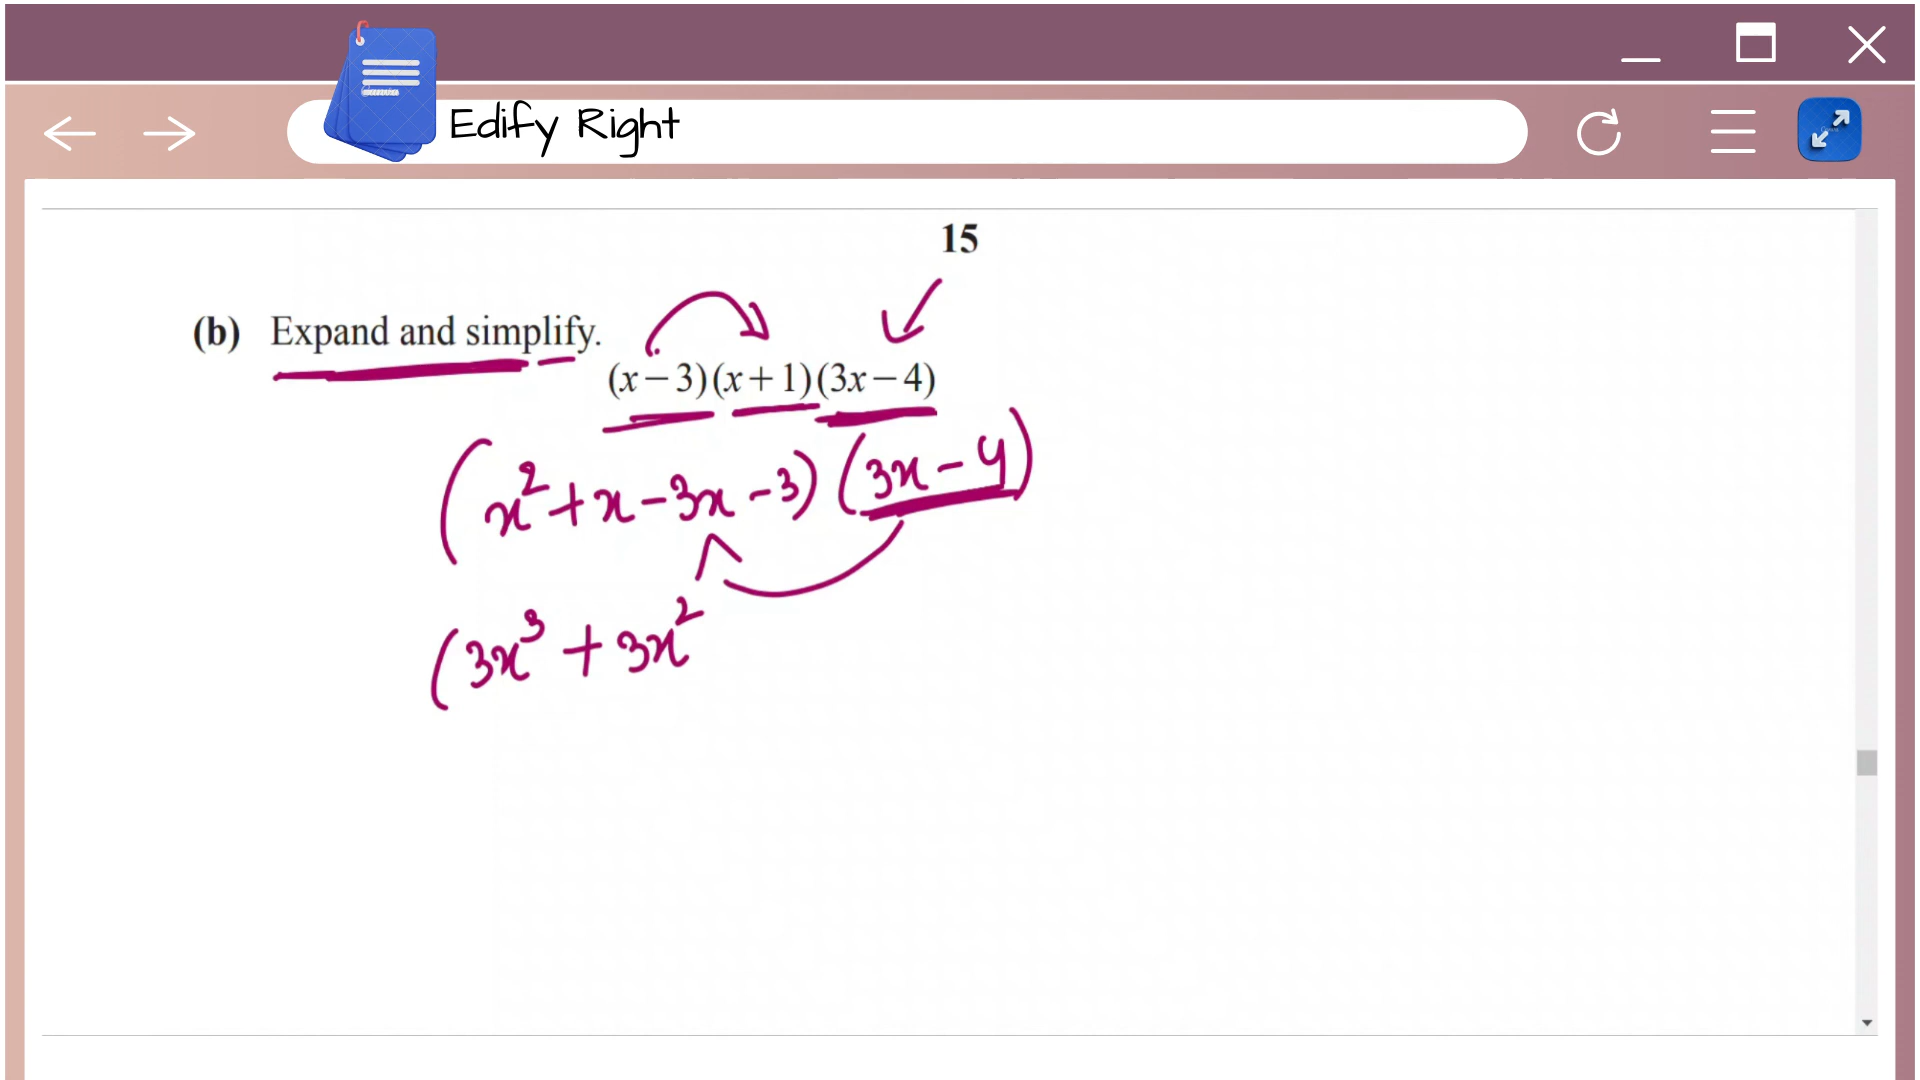 Edify Right
15
(b) Expand and simplify.
(x – 3)(x + 1)(3x – 4)
(x² + x - 3x - 3) (3x - 4)
(3x³ + 3x²